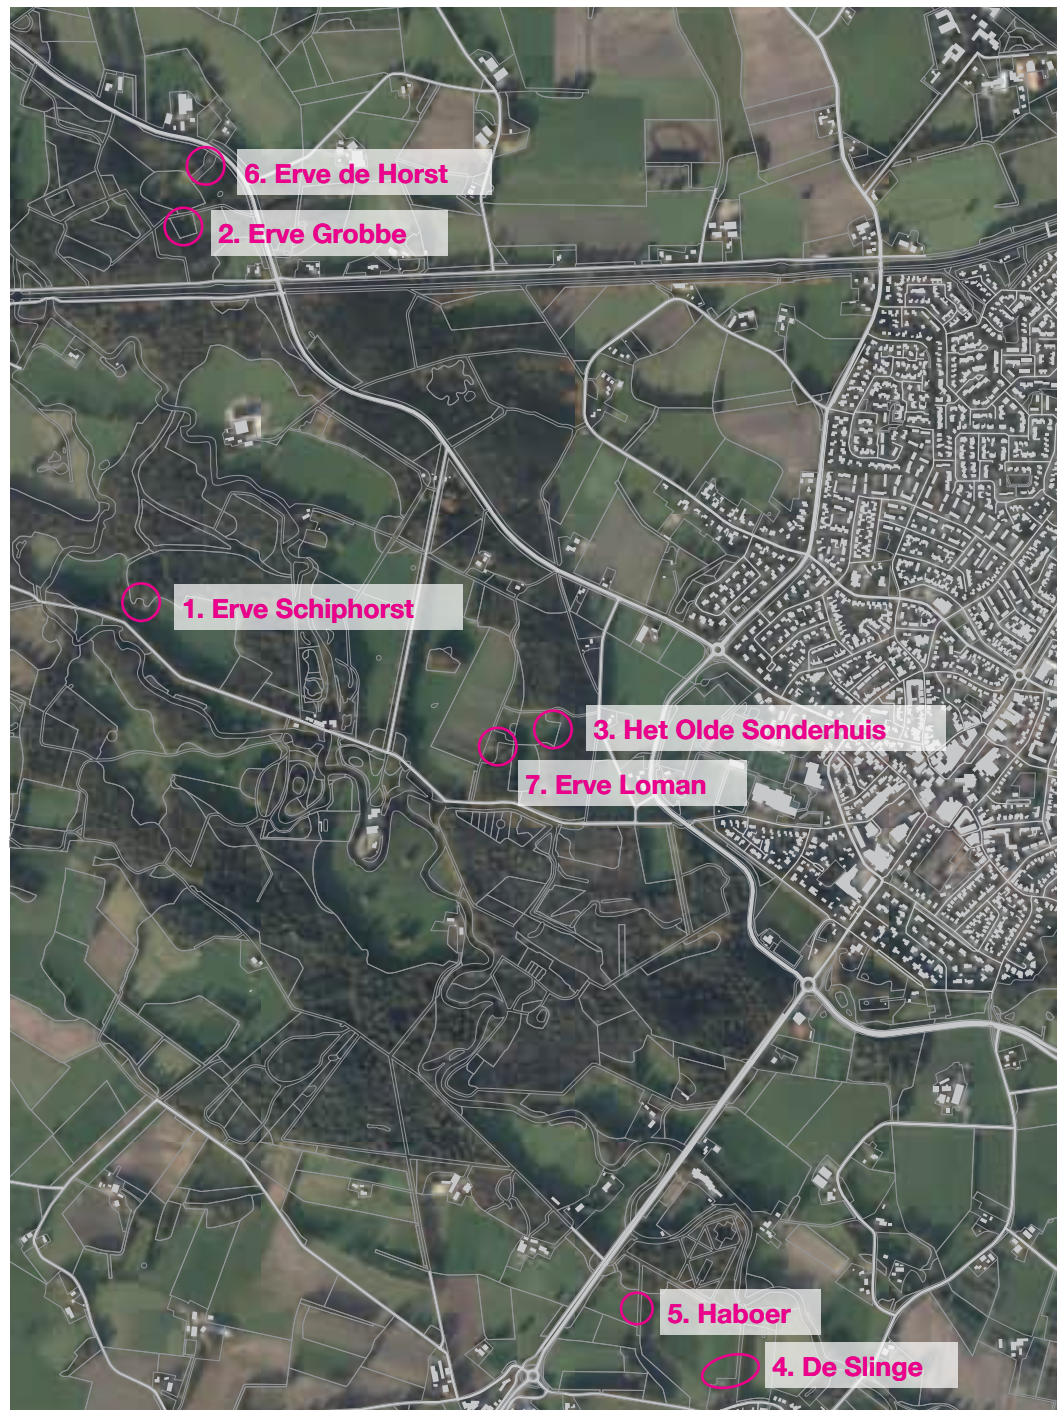 6. Erve de Horst
2. Erve Grobbe
1. Erve Schiphorst
3. Het Olde Sonderhuis
7. Erve Loman
5. Haboer
4. De Slinge